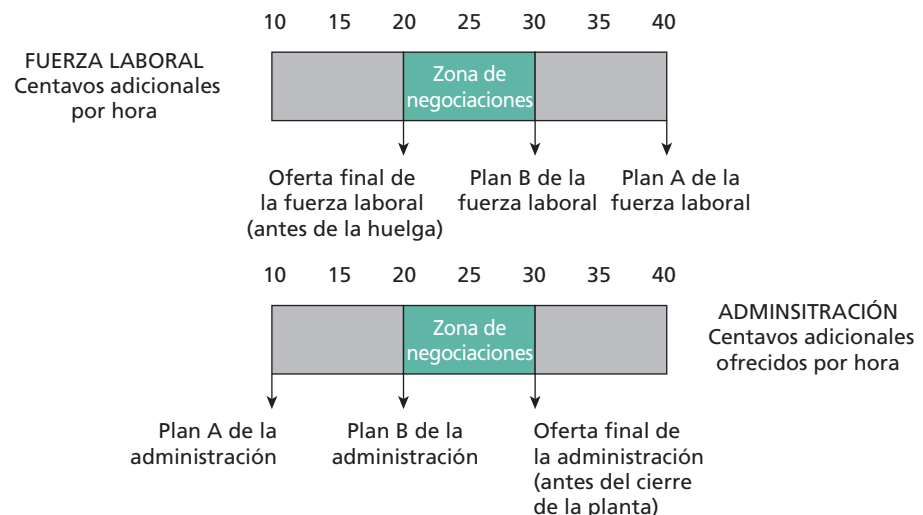 10 15 20 25 30 35 40
FUERZA LABORAL
Centavos adicionales
por hora
Zona de
negociaciones
Oferta final de
la fuerza laboral
(antes de la huelga)
Plan B de la
fuerza laboral
Plan A de la
fuerza laboral
10 15 20 25 30 35 40
Zona de
negociaciones
ADMINSITRACIÓN
Centavos adicionales
ofrecidos por hora
Plan A de la
administración
Plan B de la
administración
Oferta final de
la administración
(antes del cierre
de la planta)